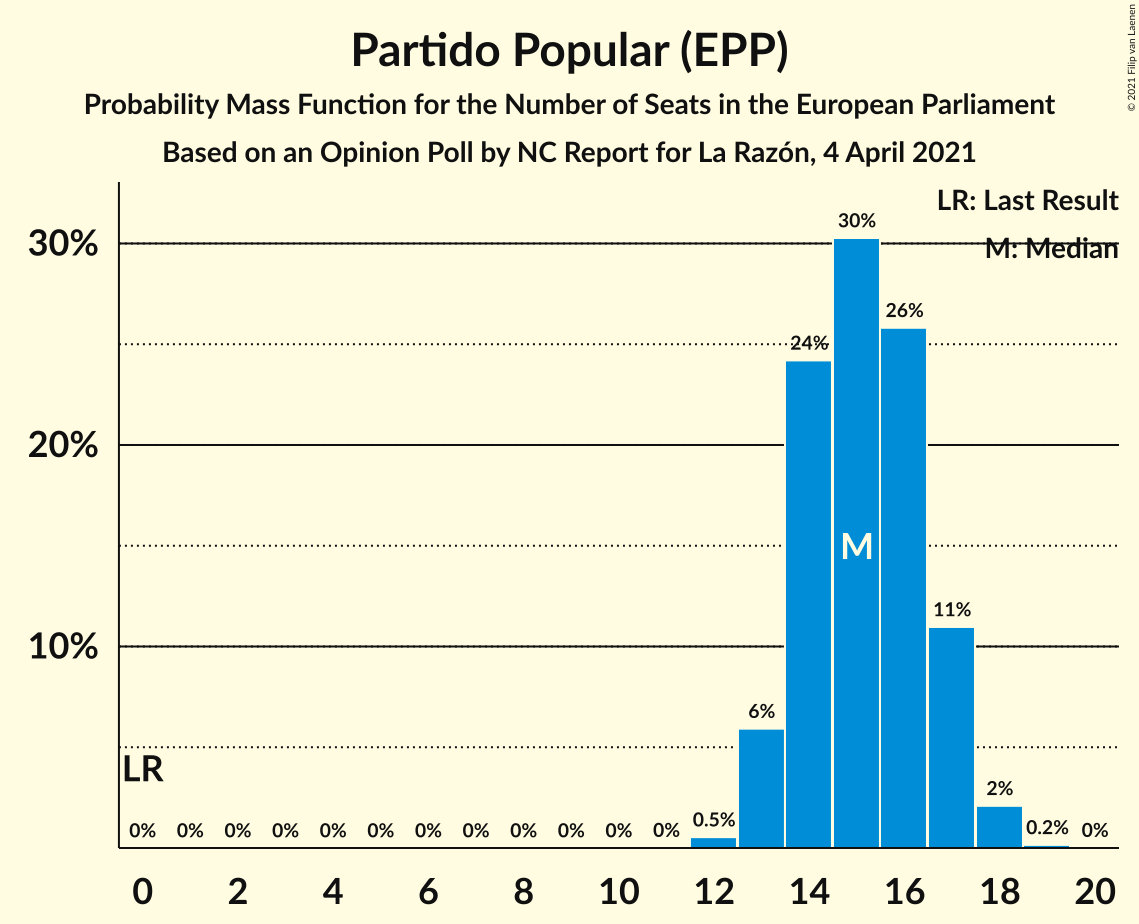 Partido Popular (EPP)
Probability Mass Function for the Number of Seats in the European Parliament
Based on an Opinion Poll by NC Report for La Razón, 4 April 2021
© 2021 Filip van Laenen
LR: Last Result
M: Median
30%
20%
10%
30%
26%
24%
M
11%
6%
LR
2%
0% 0% 0% 0% 0% 0% 0% 0% 0% 0% 0% 0% 0.5% 0.2% 0%
0 2 4 6 8 10 12 14 16 18 20